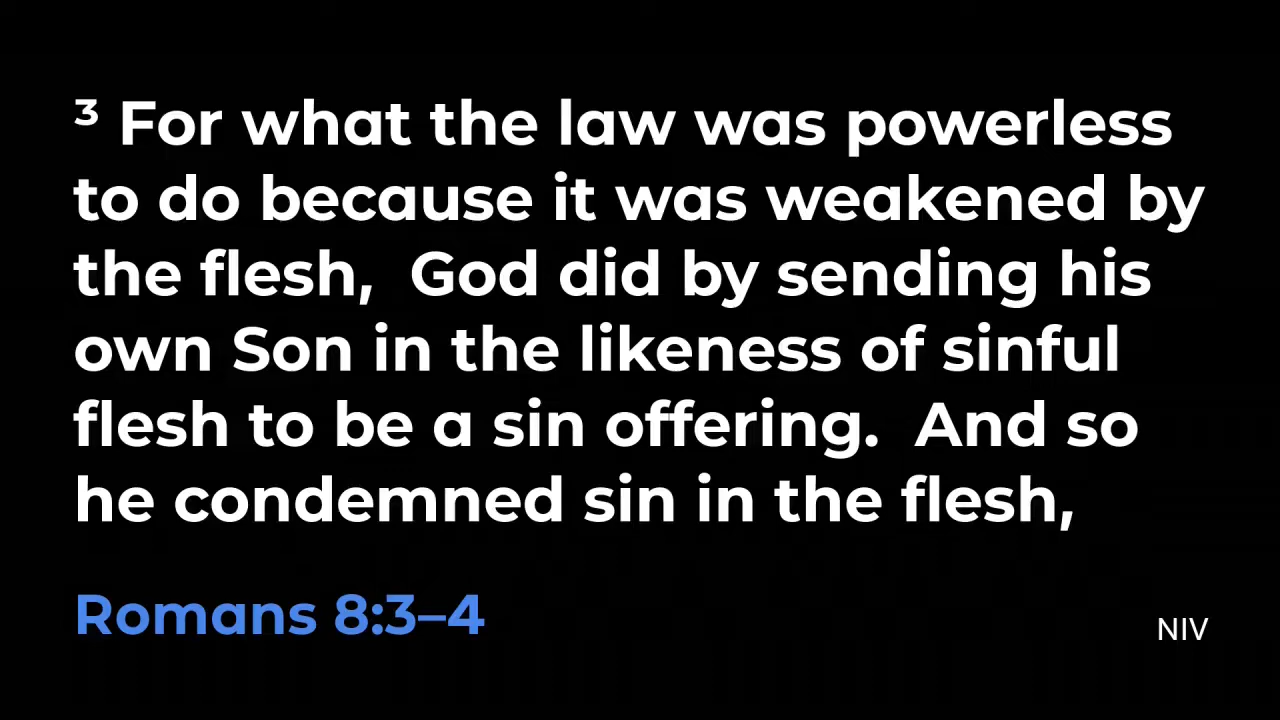 ³ For what the law was powerless
to do because it was weakened by
the flesh,  God did by sending his
own Son in the likeness of sinful
flesh to be a sin offering.  And so
he condemned sin in the flesh,
Romans 8:3–4
NIV